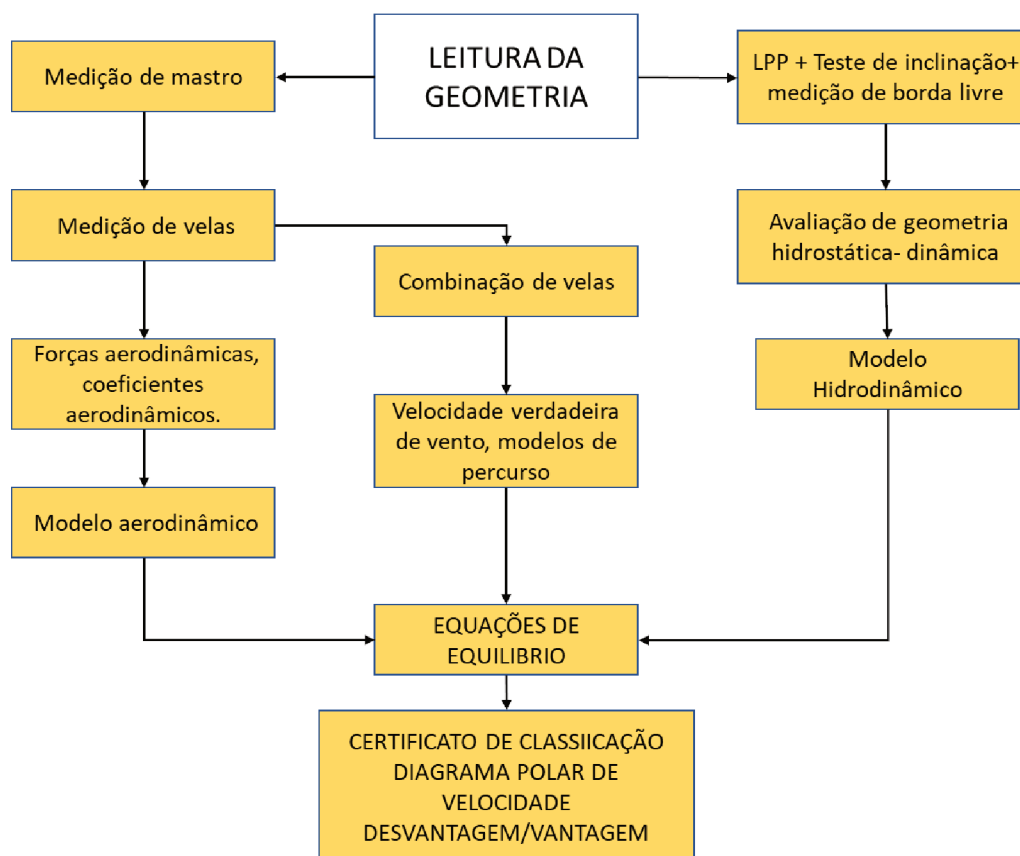 LEITURA DA
GEOMETRIA
Medição de mastro
LPP + Teste de inclinação+
medição de borda livre
Medição de velas
Avaliação de geometria
hidrostática- dinâmica
Combinação de velas
Forças aerodinâmicas,
coeficientes
aerodinâmicos.
Modelo
Hidrodinâmico
Velocidade verdadeira
de vento, modelos de
percurso
Modelo aerodinâmico
EQUAÇÕES DE
EQUILIBRIO
CERTIFICATO DE CLASSIICAÇÃO
DIAGRAMA POLAR DE
VELOCIDADE
DESVANTAGEM/VANTAGEM